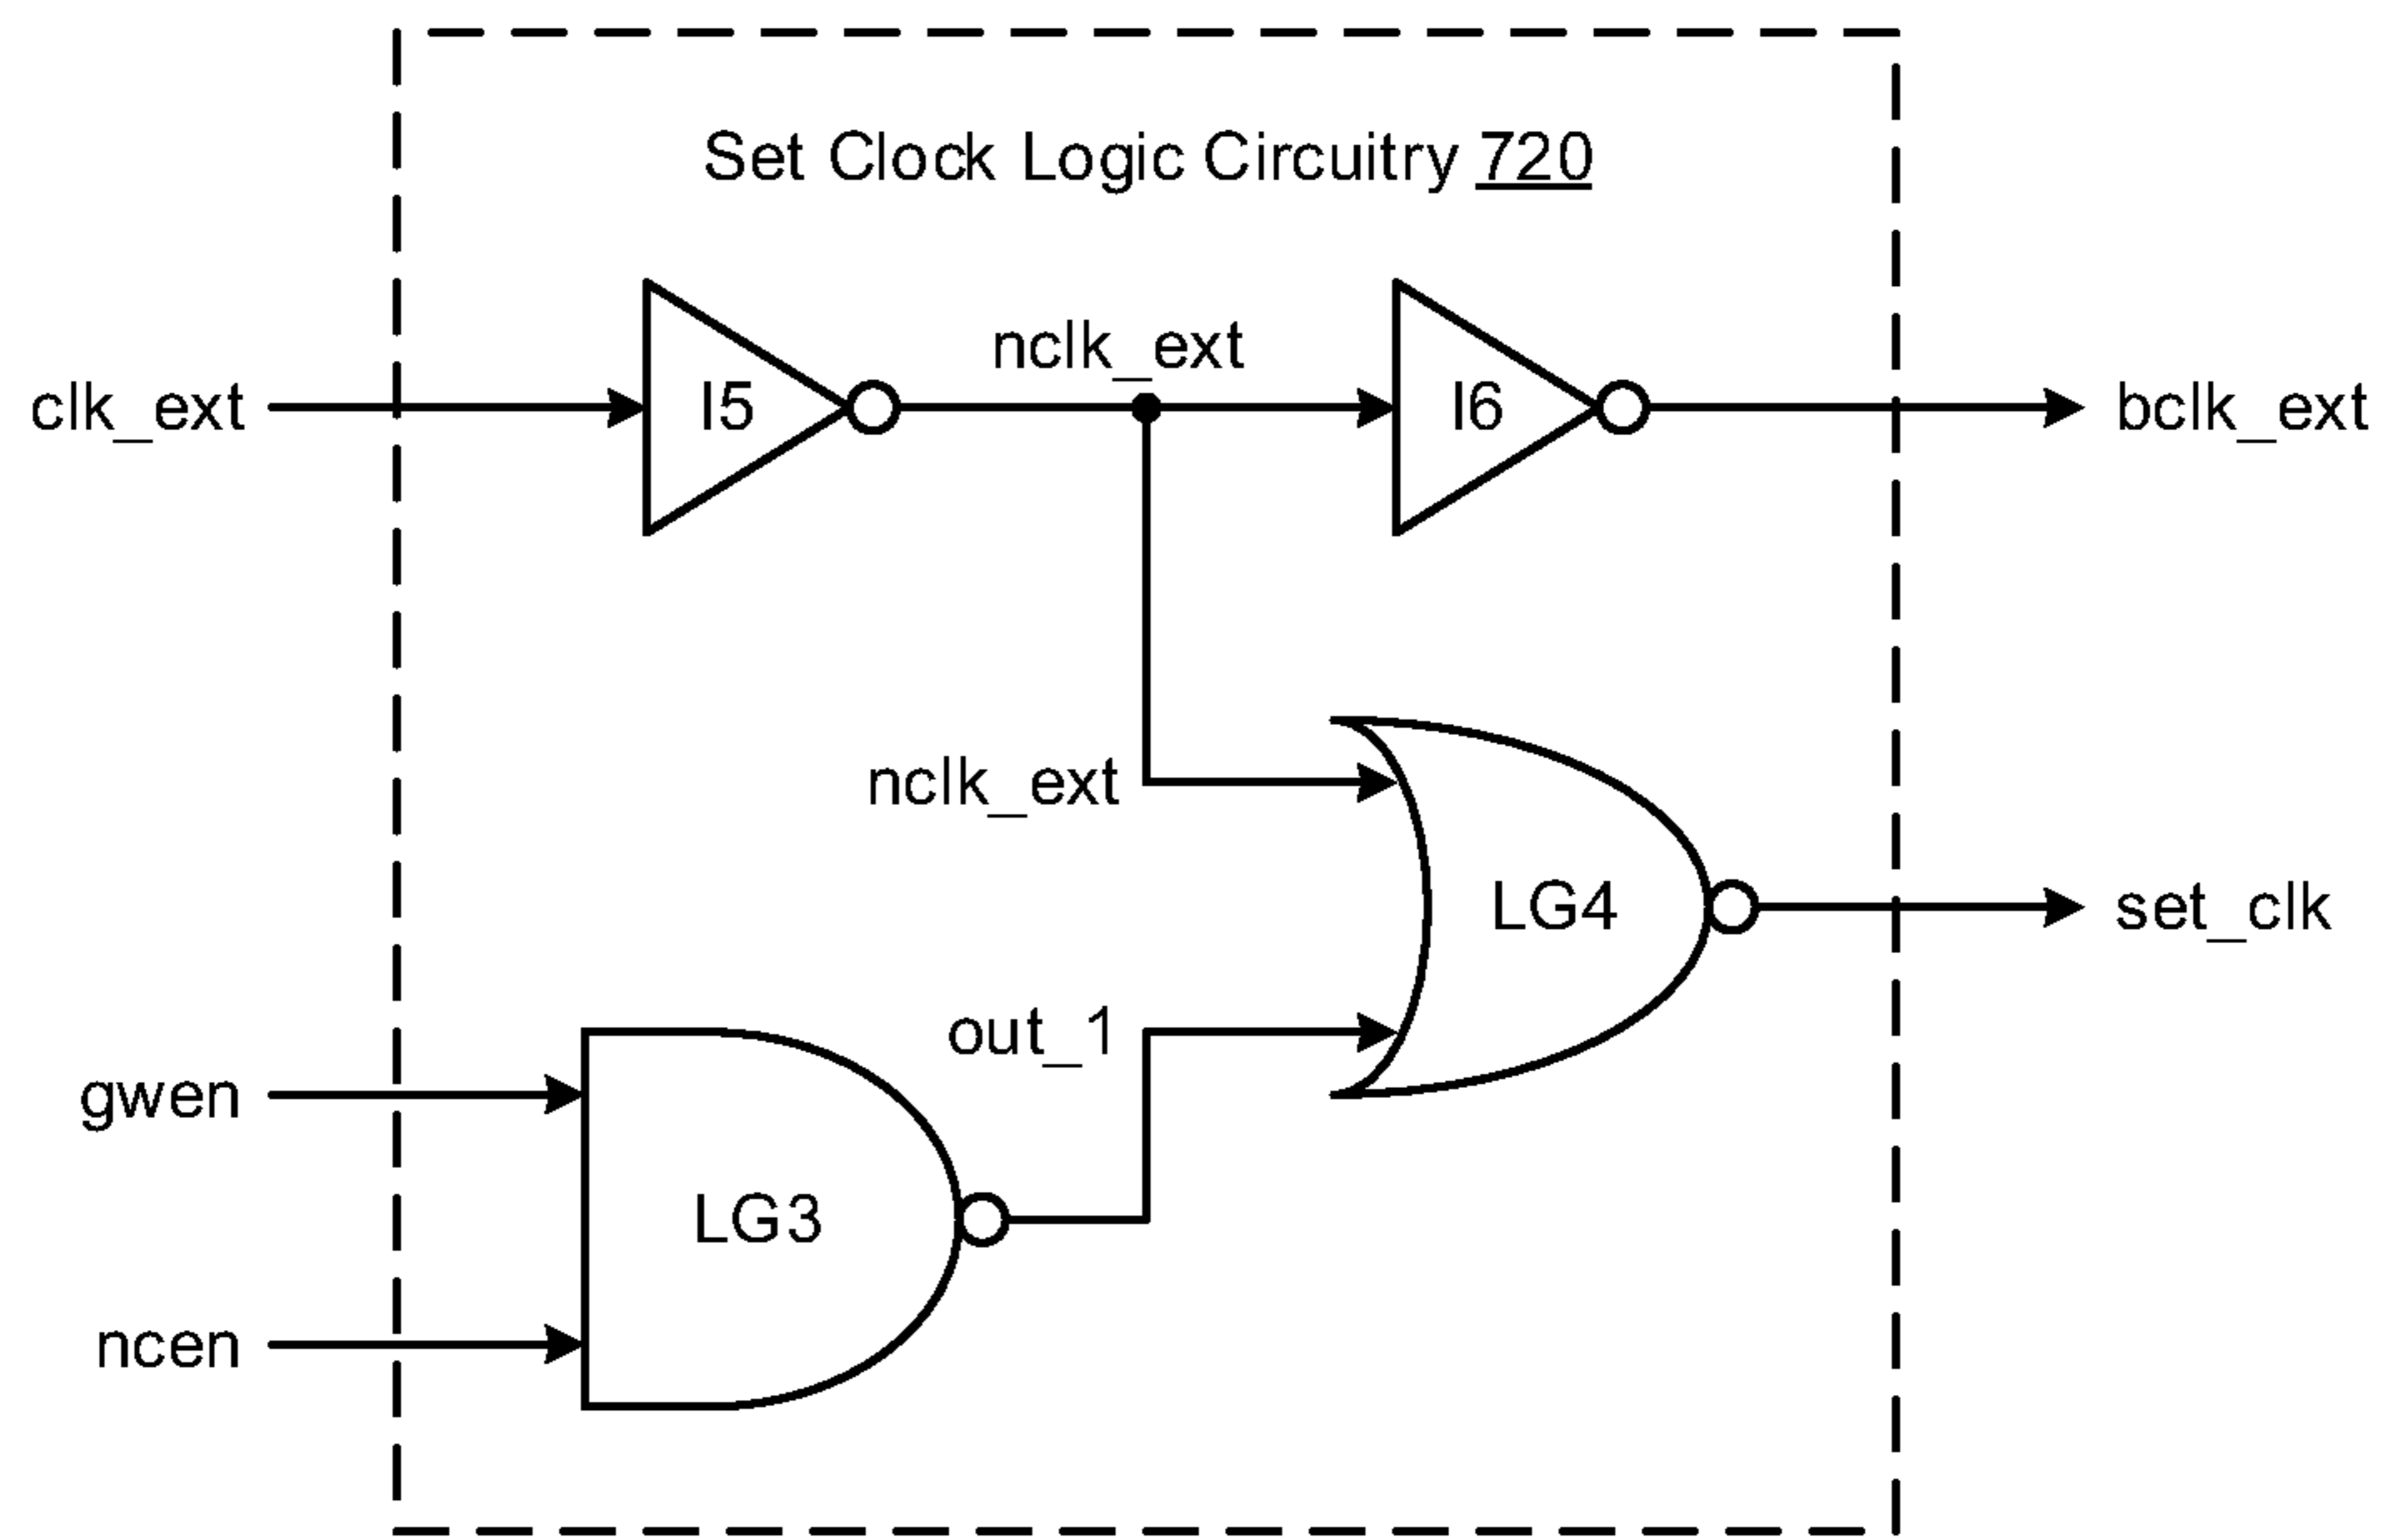 Set Clock Logic Circuitry 720
nclk_ext
clk_ext
I5
I6
bclk_ext
nclk_ext
LG4
set_clk
out_1
gwen
LG3
ncen